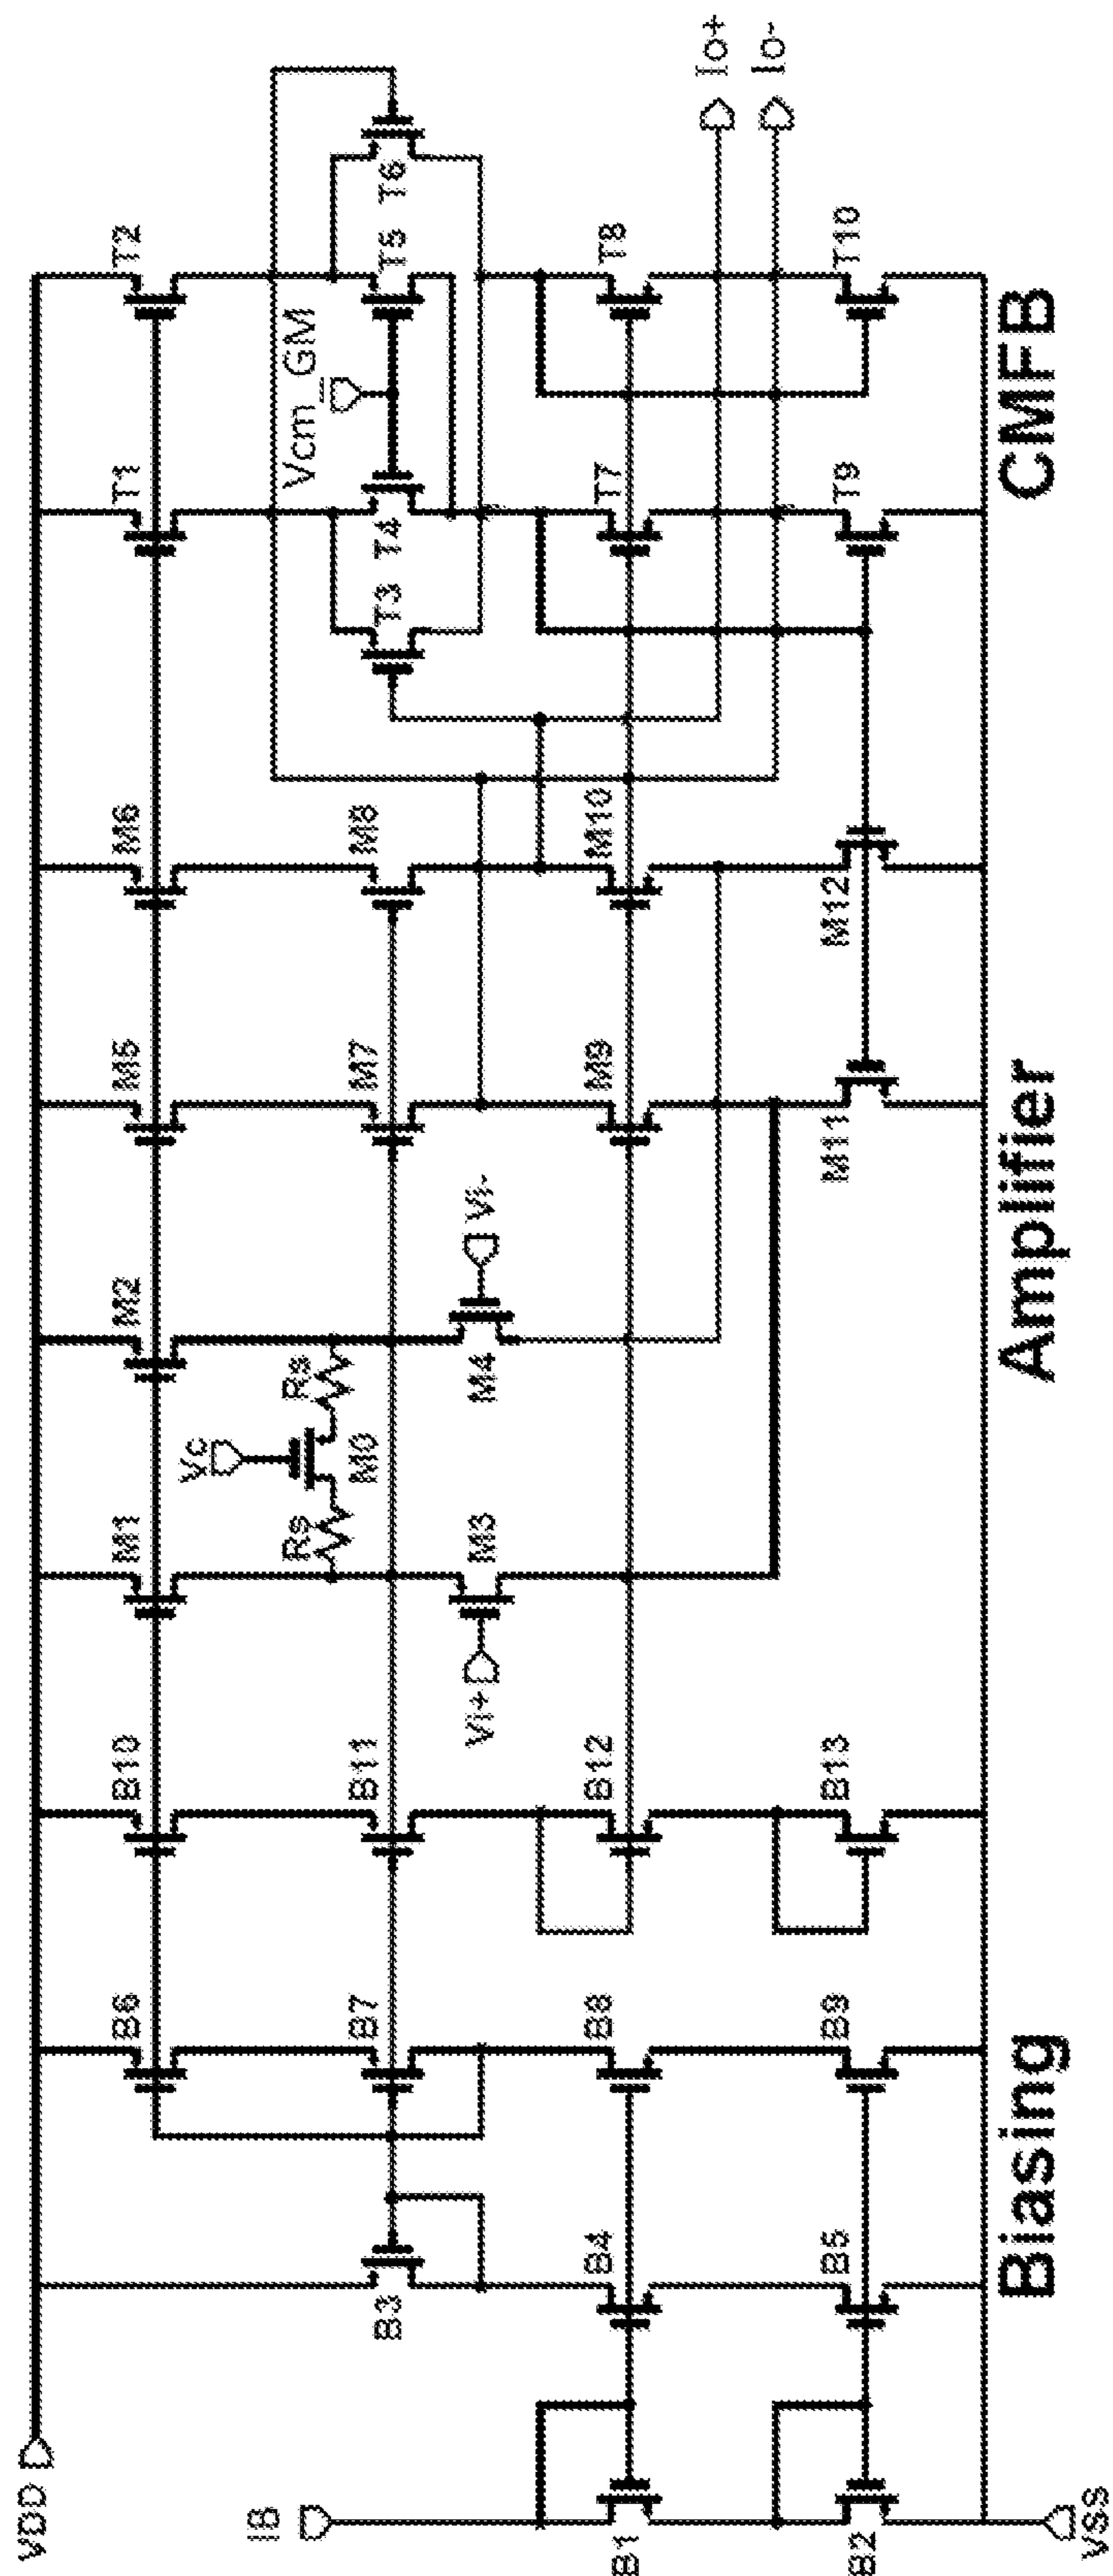 VDD
IB
VSS
B1
B2
B3
B4
B5
B6
B7
B8
B9
B10
B11
B12
B13
Biasing
M1
M2
Rs
Rs
Vc
M0
Vi+
M3
M4
Vi-
M5
M6
M7
M8
M9
M10
M11
M12
Amplifier
T1
T2
Vcm_GM
T3
T4
T5
T6
T7
T8
T9
T10
CMFB
Io+
Io-